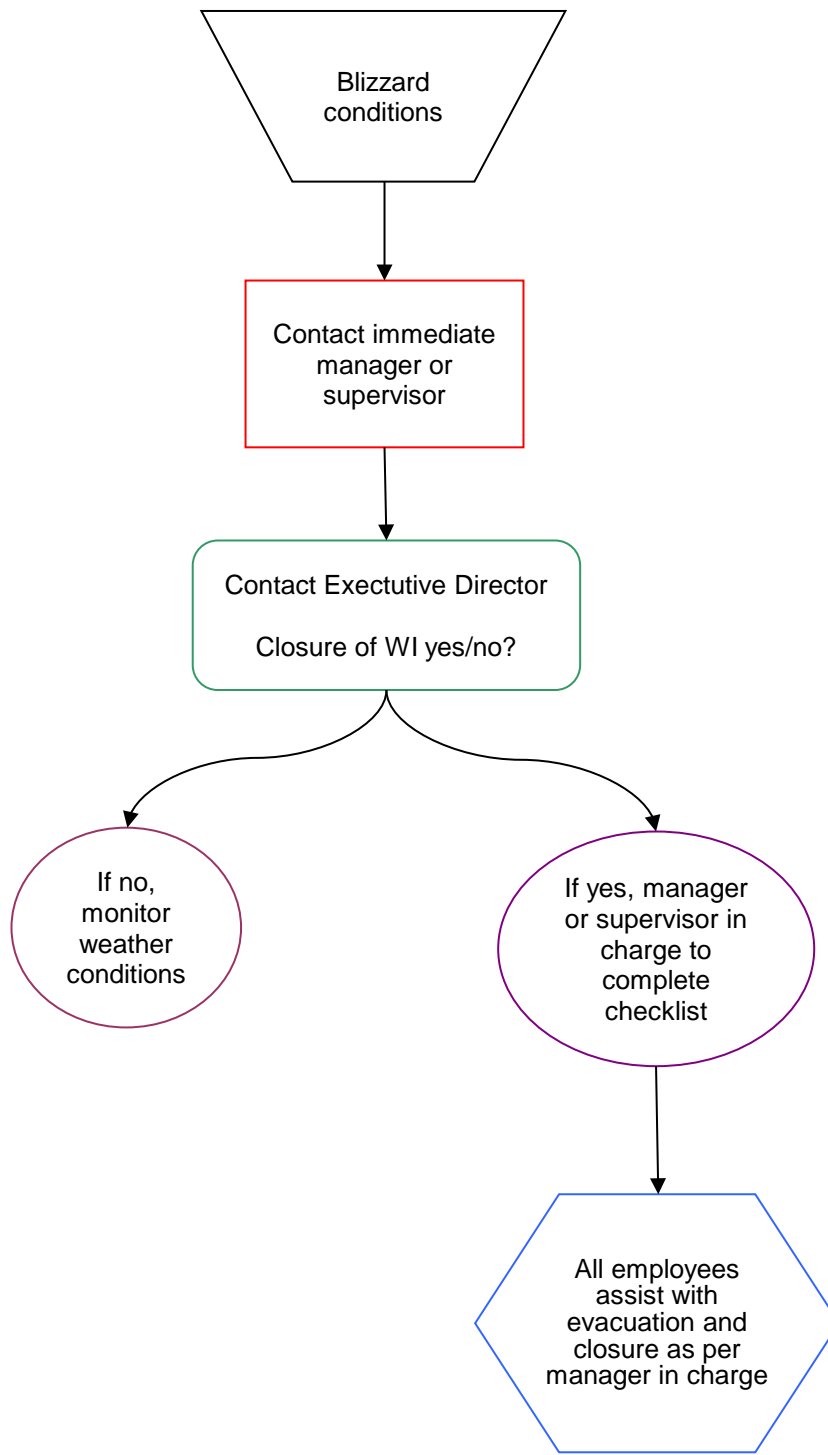 Blizzard
conditions
Contact immediate
manager or
supervisor
Contact Exectutive Director
Closure of WI yes/no?
If no,
monitor
weather
conditions
If yes, manager
or supervisor in
charge to
complete
checklist
All employees
assist with
evacuation and
closure as per
manager in charge